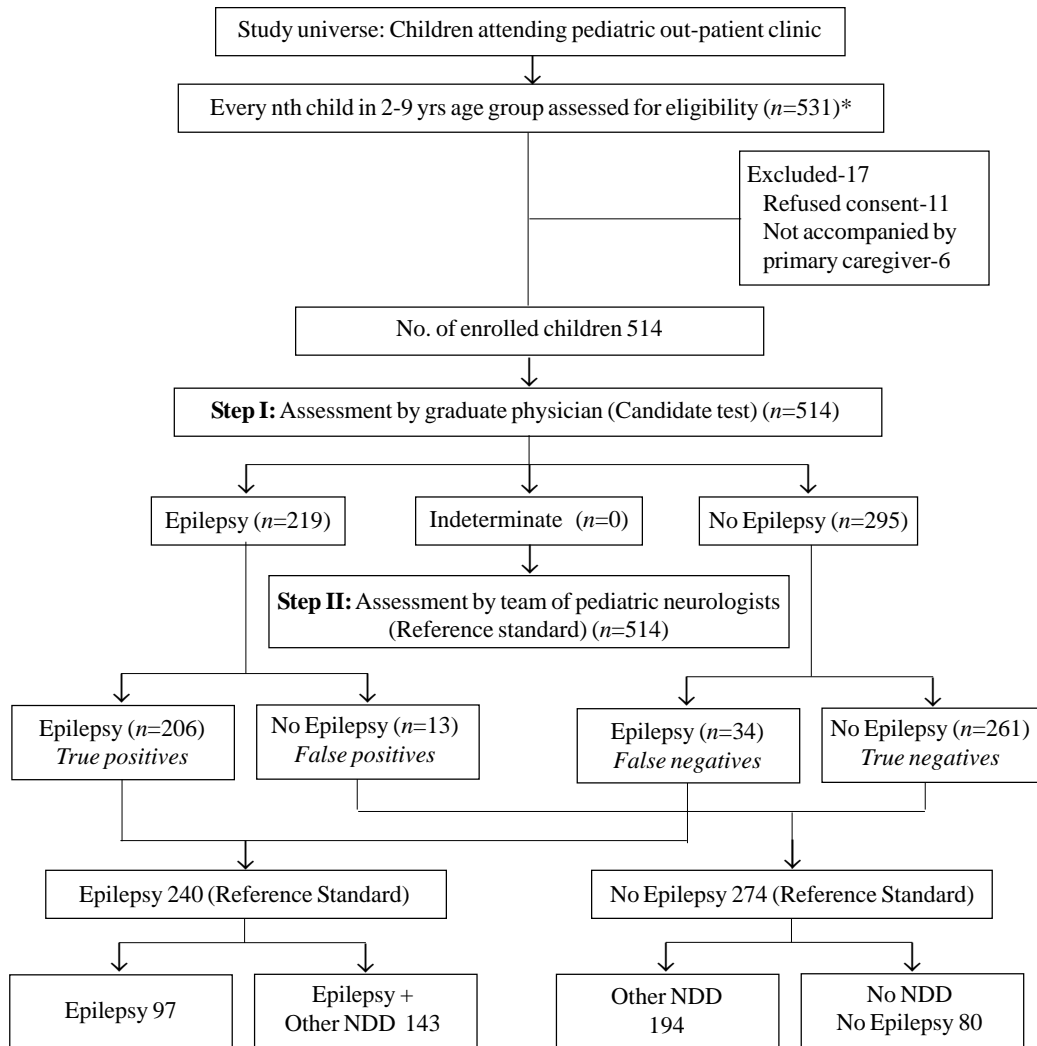 Study universe: Children attending pediatric out-patient clinic
Every nth child in 2-9 yrs age group assessed for eligibility (n=531)*
Excluded-17
Refused consent-11
Not accompanied by
primary caregiver-6
No. of enrolled children 514
Step I: Assessment by graduate physician (Candidate test) (n=514)
Epilepsy (n=219)
Indeterminate (n=0)
No Epilepsy (n=295)
Step II: Assessment by team of pediatric neurologists
(Reference standard) (n=514)
Epilepsy (n=206)
True positives
No Epilepsy (n=13)
False positives
Epilepsy (n=34)
False negatives
No Epilepsy (n=261)
True negatives
Epilepsy 240 (Reference Standard)
No Epilepsy 274 (Reference Standard)
Epilepsy 97
Epilepsy +
Other NDD 143
Other NDD
194
No NDD
No Epilepsy 80